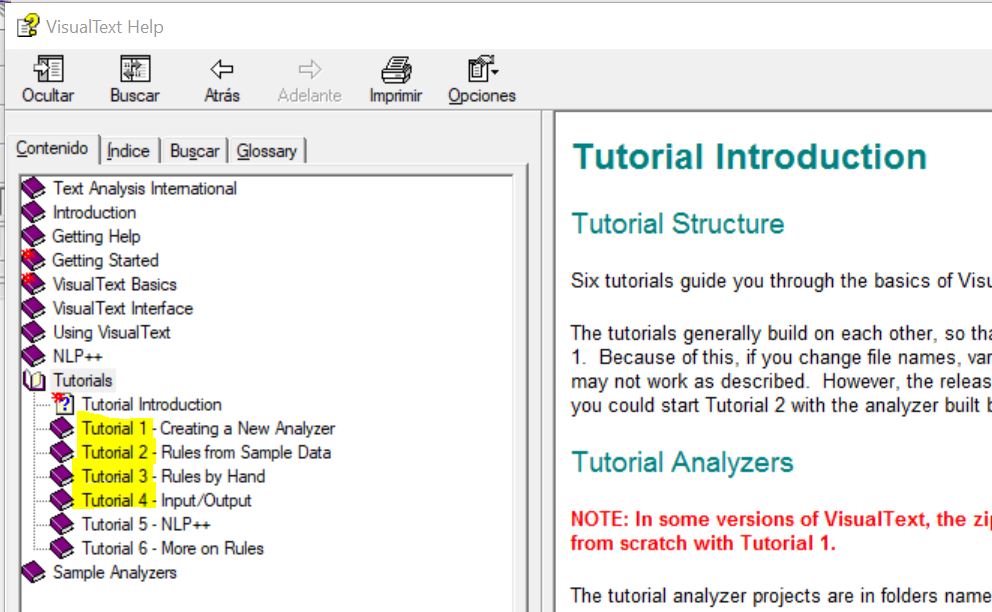 VisualText Help
Ocultar Buscar Atrás Adelante Imprimir Opciones
Contenido Índice Buscar Glossary
Text Analysis International
Introduction
Getting Help
Getting Started
VisualText Basics
VisualText Interface
Using VisualText
NLP++
Tutorials
Tutorial Introduction
Tutorial 1 - Creating a New Analyzer
Tutorial 2 - Rules from Sample Data
Tutorial 3 - Rules by Hand
Tutorial 4 - Input/Output
Tutorial 5 - NLP++
Tutorial 6 - More on Rules
Sample Analyzers
Tutorial Introduction
Tutorial Structure
Six tutorials guide you through the basics of
The tutorials generally build on each other, so
1. Because of this, if you change file names,
may not work as described. However, the
you could start Tutorial 2 with the analyzer built
Tutorial Analyzers
NOTE: In some versions of VisualText, the
from scratch with Tutorial 1.
The tutorial analyzer projects are in folders